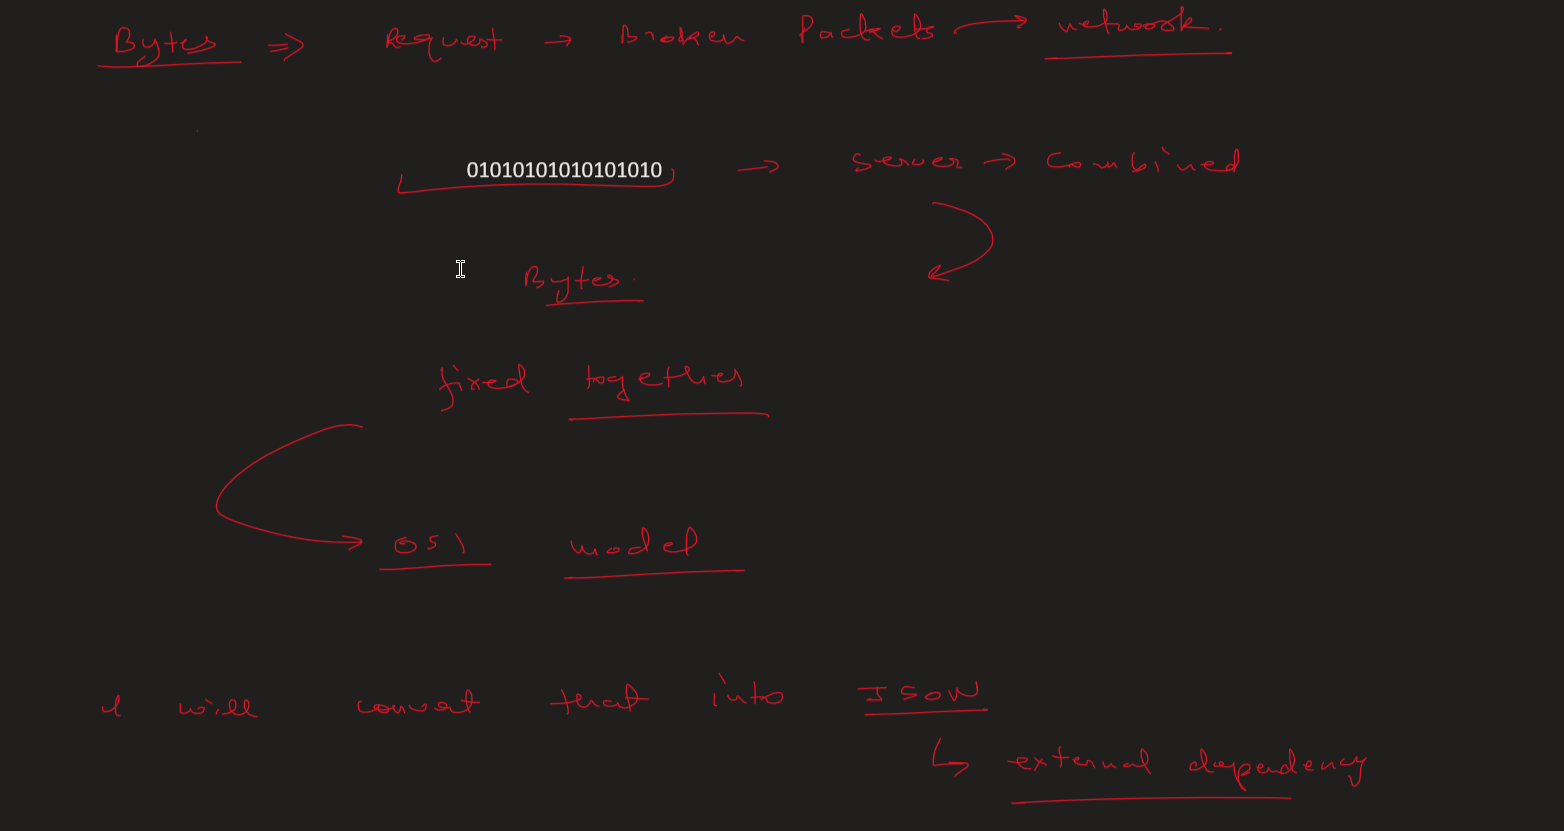 Bytes ⇒ Request → Broken Packets → network.
01010101010101010 → Server → Combined
Bytes.
fixed together
OSI model
I will convert that into JSON
↳ external dependency